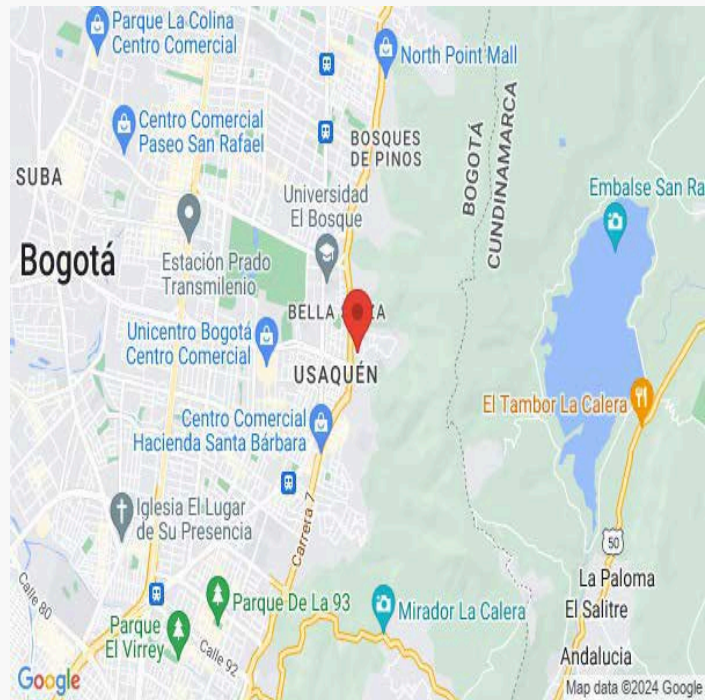 Parque La Colina
Centro Comercial
North Point Mall
Centro Comercial
Paseo San Rafael
BOSQUES
DE PINOS
BOGOTÁ
CUNDINAMARCA
SUBA
Universidad
El Bosque
Embalse San Ra
Bogotá
Estación Prado
Transmilenio
BELLA
Unicentro Bogotá
Centro Comercial
USAQUÉN
El Tambor La Calera
Centro Comercial
Hacienda Santa Bárbara
Iglesia El Lugar
de Su Presencia
Carrera 7
50
La Paloma
El Salitre
Calle 80
Parque De La 93
Mirador La Calera
Parque
El Virrey
Calle 92
Andalucia
Google
Map data ©2024 Google